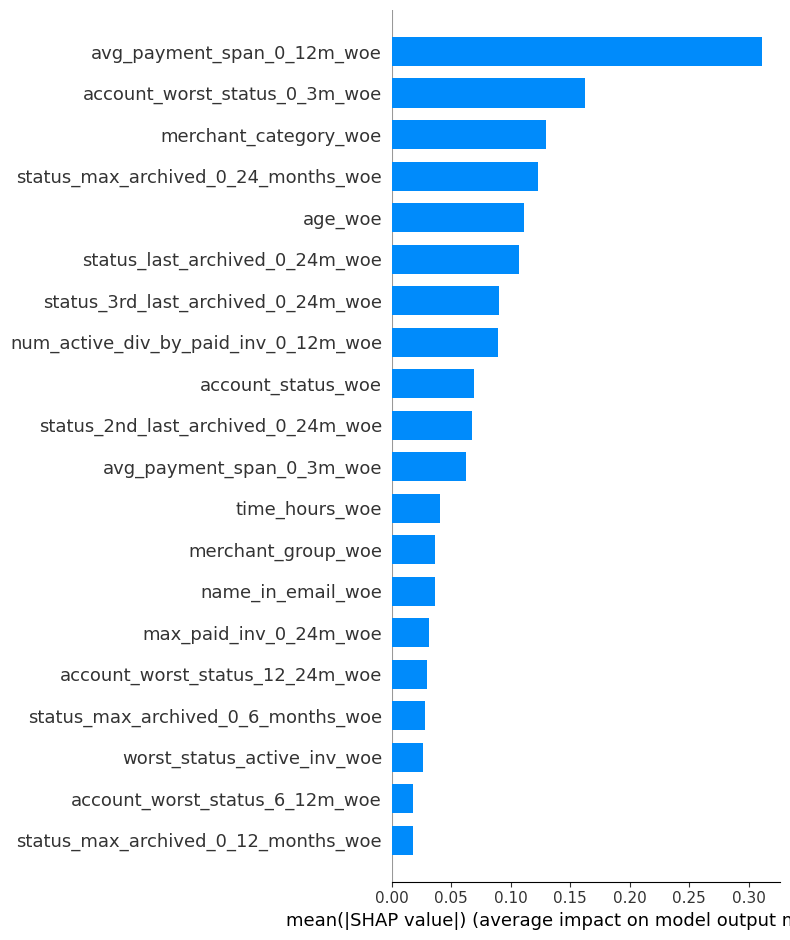 avg_payment_span_0_12m_woe
account_worst_status_0_3m_woe
merchant_category_woe
status_max_archived_0_24_months_woe
age_woe
status_last_archived_0_24m_woe
status_3rd_last_archived_0_24m_woe
num_active_div_by_paid_inv_0_12m_woe
account_status_woe
status_2nd_last_archived_0_24m_woe
avg_payment_span_0_3m_woe
time_hours_woe
merchant_group_woe
name_in_email_woe
max_paid_inv_0_24m_woe
account_worst_status_12_24m_woe
status_max_archived_0_6_months_woe
worst_status_active_inv_woe
account_worst_status_6_12m_woe
status_max_archived_0_12_months_woe
0.00 0.05 0.10 0.15 0.20 0.25 0.30
mean(|SHAP value|) (average impact on model output